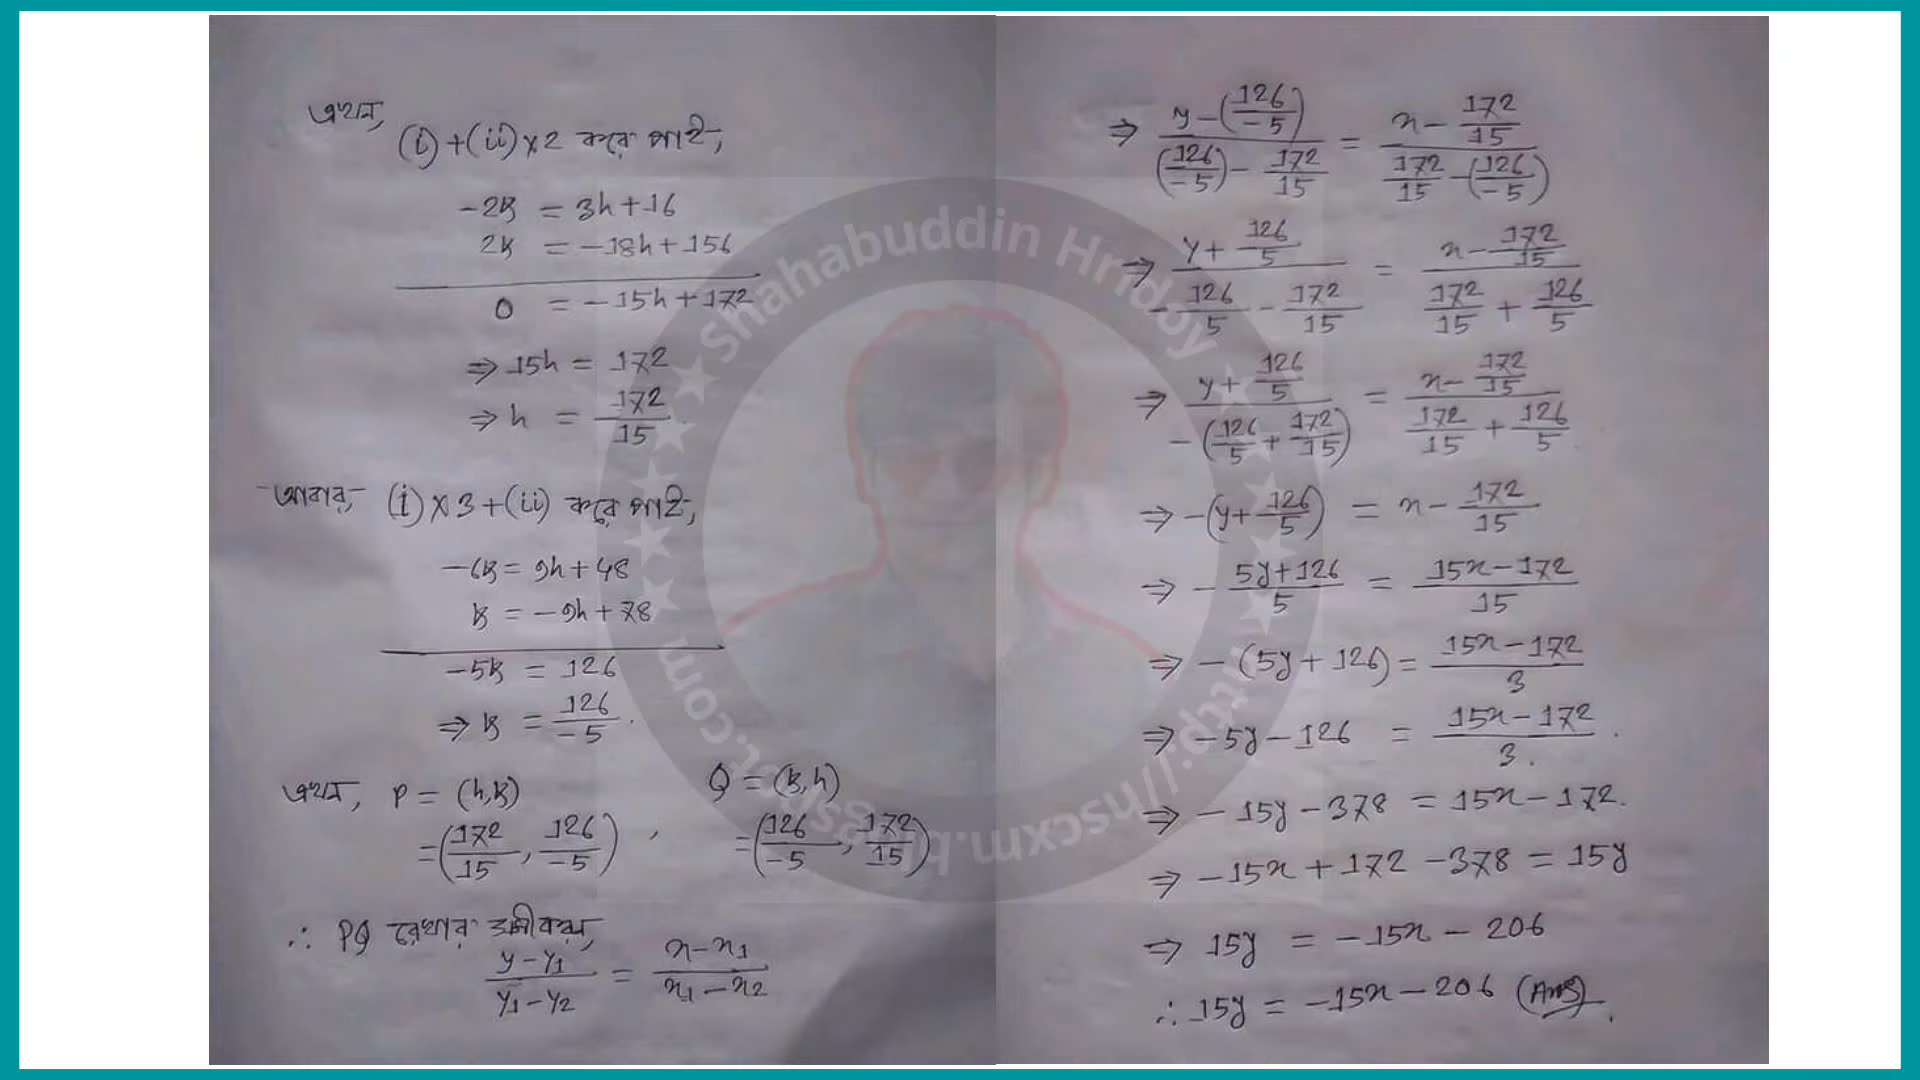 এখন,
(i)+(ii)×2 করে পাই,
-2k = 3h+16
2k = -18h+156
0 = -15h+172
⇒ 15h = 172
⇒ h = 172/15
আবার, (i)×3+(ii) করে পাই,
-6k = 9h+48
k = -9h+78
-5k = 126
⇒ k = 126/-5 .
এখন, P = (h,k)
= (172/15 , 126/-5) ,
Q = (k,h)
= (126/-5 , 172/15)
∴ PQ রেখার সমীকরণ,
(y-y₁)/(y₁-y₂) = (x-x₁)/(x₁-x₂)
⇒ (y-(126/-5))/((126/-5)-172/15) = (x-172/15)/(172/15-(126/-5))
⇒ (y+126/5)/(-126/5-172/15) = (x-172/15)/(172/15+126/5)
⇒ (y+126/5)/(-(126/5+172/15)) = (x-172/15)/(172/15+126/5)
⇒ -(y+126/5) = x-172/15
⇒ -(5y+126)/5 = (15x-172)/15
⇒ -(5y+126) = (15x-172)/3
⇒ -5y-126 = (15x-172)/3 .
⇒ -15y-378 = 15x-172.
⇒ -15x+172-378 = 15y
⇒ 15y = -15x-206
∴ 15y = -15x-206 (Ans) .
Shahabuddin Hridoy